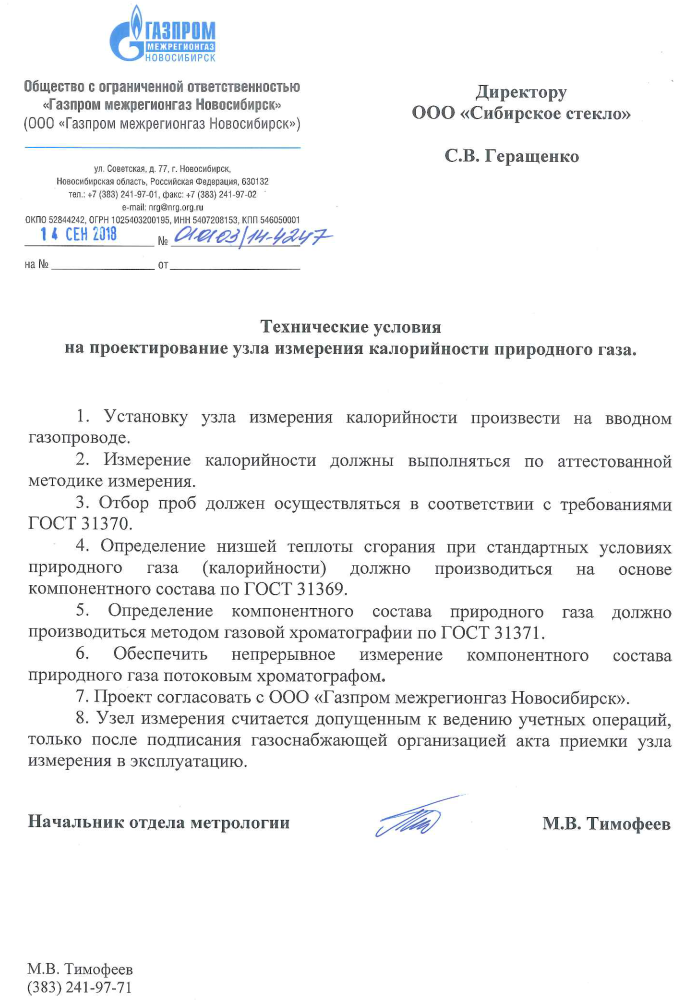 ГАЗПРОМ
МЕЖРЕГИОНГАЗ
НОВОСИБИРСК
Общество с ограниченной ответственностью
«Газпром межрегионгаз Новосибирск»
(ООО «Газпром межрегионгаз Новосибирск»)
ул. Советская, д. 77, г. Новосибирск,
Новосибирская область, Российская Федерация, 630132
тел.: +7 (383) 241-97-01, факс: +7 (383) 241-97-02
e-mail: nrg@nrg.org.ru
ОКПО 52844242, ОГРН 1025403200195, ИНН 5407208153, КПП 546050001
14 СЕН 2018 № 010103/14-4247
на № от
Директору
ООО «Сибирское стекло»
С.В. Геращенко
Технические условия
на проектирование узла измерения калорийности природного газа.
1. Установку узла измерения калорийности произвести на вводном
газопроводе.
2. Измерение калорийности должны выполняться по аттестованной
методике измерения.
3. Отбор проб должен осуществляться в соответствии с требованиями
ГОСТ 31370.
4. Определение низшей теплоты сгорания при стандартных условиях
природного газа (калорийности) должно производиться на основе
компонентного состава по ГОСТ 31369.
5. Определение компонентного состава природного газа должно
производиться методом газовой хроматографии по ГОСТ 31371.
6. Обеспечить непрерывное измерение компонентного состава
природного газа потоковым хроматографом.
7. Проект согласовать с ООО «Газпром межрегионгаз Новосибирск».
8. Узел измерения считается допущенным к ведению учетных операций,
только после подписания газоснабжающей организацией акта приемки узла
измерения в эксплуатацию.
Начальник отдела метрологии М.В. Тимофеев
М.В. Тимофеев
(383) 241-97-71